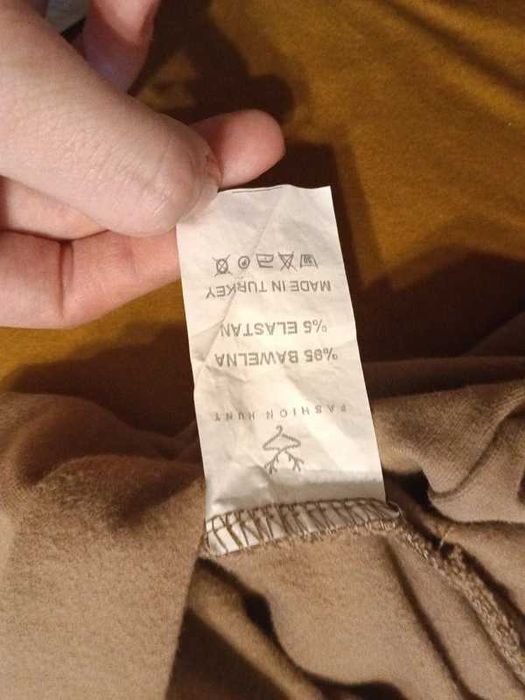 FASHION HUNT
%95 BAWELNA
%5 ELASTAN
MADE IN TURKEY